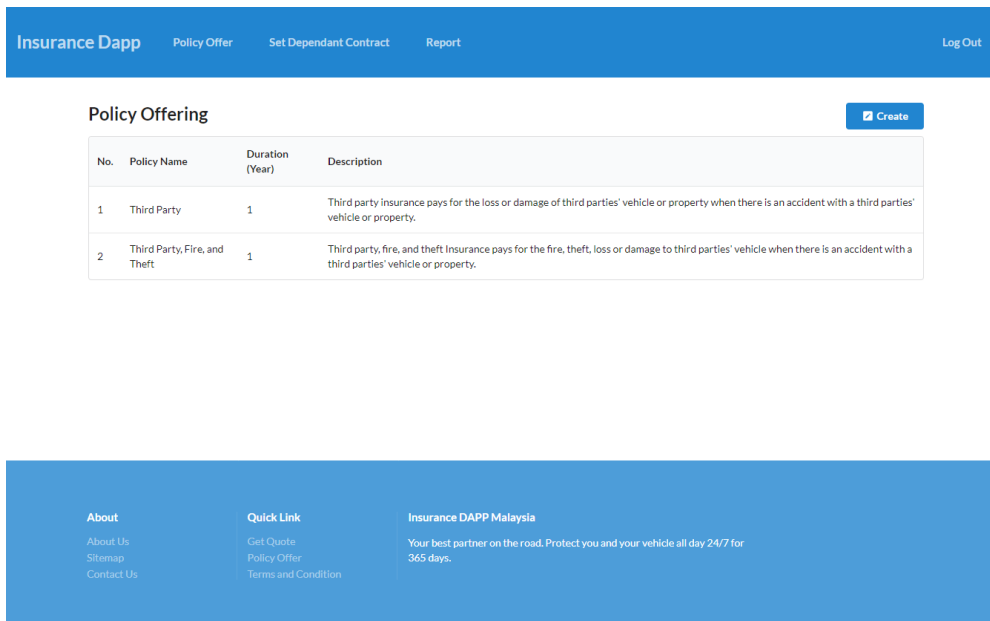 Insurance Dapp Policy Offer Set Dependant Contract Report Log Out
Policy Offering Create
No. Policy Name Duration (Year) Description
1 Third Party 1 Third party insurance pays for the loss or damage of third parties' vehicle or property when there is an accident with a third parties'
vehicle or property.
2 Third Party, Fire, and Theft 1 Third party, fire, and theft Insurance pays for the fire, theft, loss or damage to third parties' vehicle when there is an accident with a
third parties' vehicle or property.
About
About Us
Sitemap
Contact Us
Quick Link
Get Quote
Policy Offer
Terms and Condition
Insurance DAPP Malaysia
Your best partner on the road. Protect you and your vehicle all day 24/7 for
365 days.